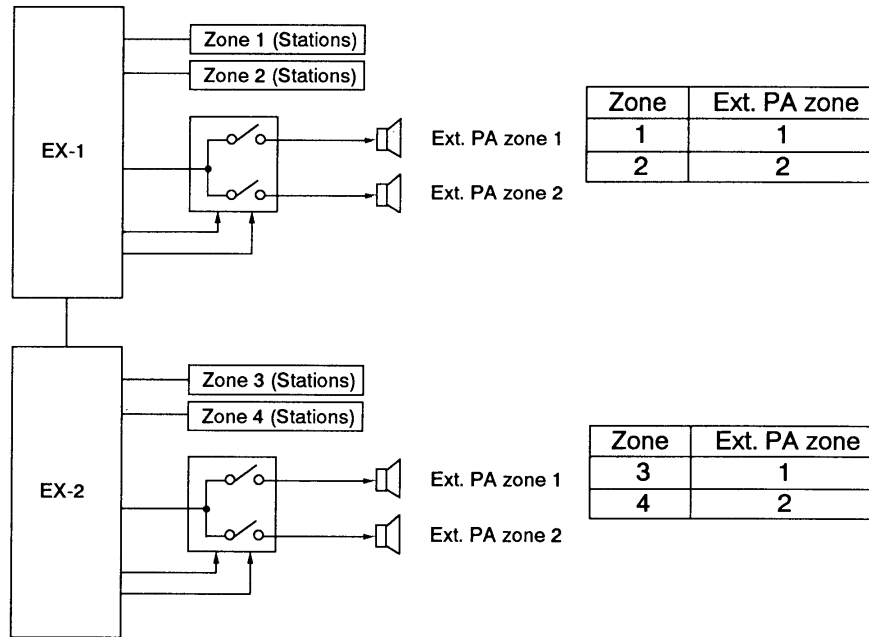 Zone 1 (Stations)
Zone 2 (Stations)
EX-1
Ext. PA zone 1
Ext. PA zone 2
Zone Ext. PA zone
1 1
2 2
Zone 3 (Stations)
Zone 4 (Stations)
EX-2
Ext. PA zone 1
Ext. PA zone 2
Zone Ext. PA zone
3 1
4 2